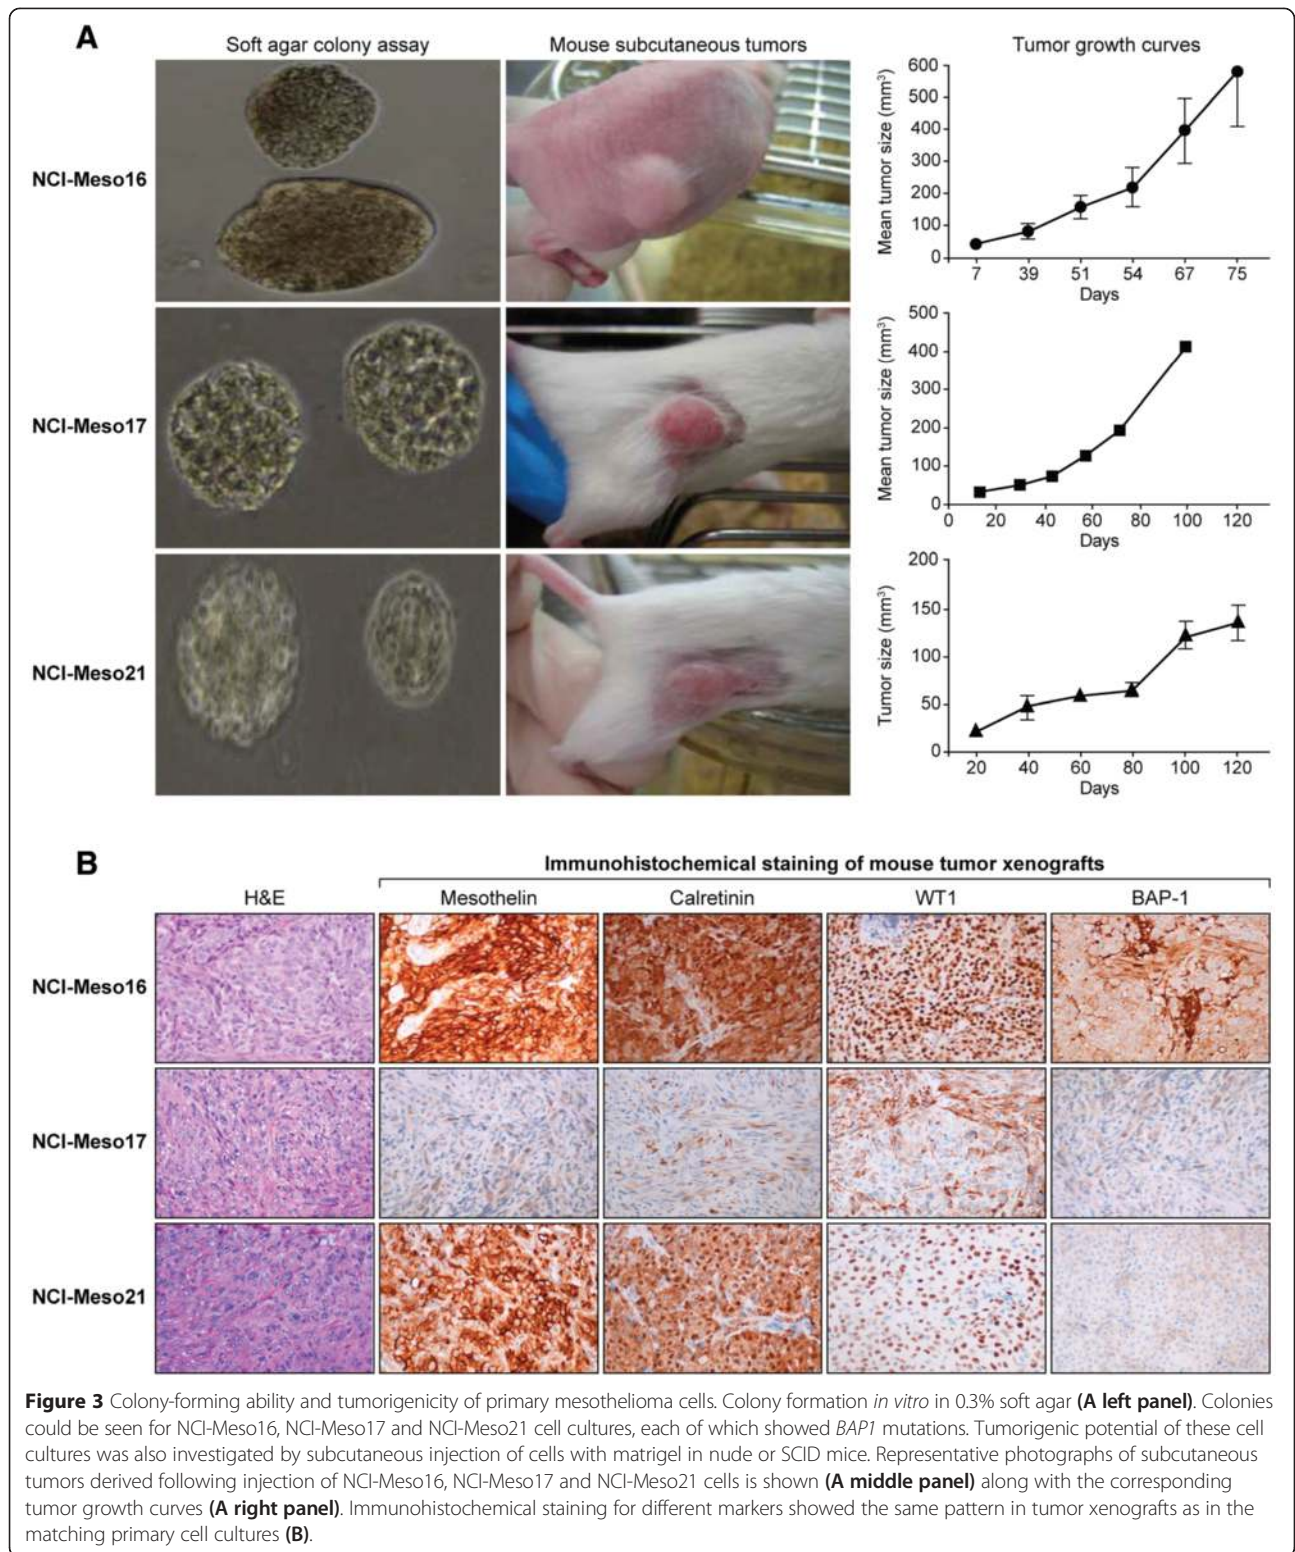 A
Soft agar colony assay
Mouse subcutaneous tumors
Tumor growth curves
NCI-Meso16
Mean tumor size (mm³)
600
500
400
300
200
100
0
7 39 51 54 67 75
Days
NCI-Meso17
Mean tumor size (mm³)
500
400
300
200
100
0
0 20 40 60 80 100 120
Days
NCI-Meso21
Tumor size (mm³)
200
150
100
50
0
20 40 60 80 100 120
Days
B
Immunohistochemical staining of mouse tumor xenografts
H&E Mesothelin Calretinin WT1 BAP-1
NCI-Meso16
NCI-Meso17
NCI-Meso21
Figure 3 Colony-forming ability and tumorigenicity of primary mesothelioma cells. Colony formation in vitro in 0.3% soft agar (A left panel). Colonies
could be seen for NCI-Meso16, NCI-Meso17 and NCI-Meso21 cell cultures, each of which showed BAP1 mutations. Tumorigenic potential of these cell
cultures was also investigated by subcutaneous injection of cells with matrigel in nude or SCID mice. Representative photographs of subcutaneous
tumors derived following injection of NCI-Meso16, NCI-Meso17 and NCI-Meso21 cells is shown (A middle panel) along with the corresponding
tumor growth curves (A right panel). Immunohistochemical staining for different markers showed the same pattern in tumor xenografts as in the
matching primary cell cultures (B).